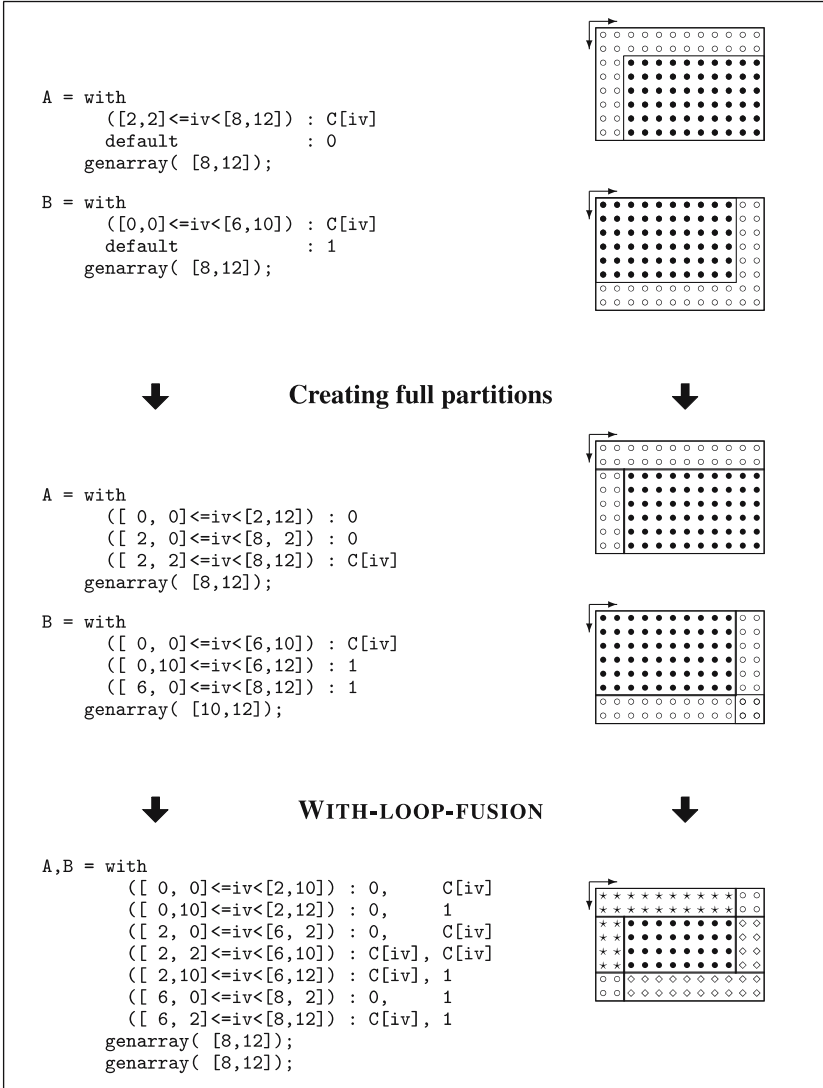 A = with
([2,2]<=iv<[8,12]) : C[iv]
default : 0
genarray( [8,12]);
B = with
([0,0]<=iv<[6,10]) : C[iv]
default : 1
genarray( [8,12]);
Creating full partitions
A = with
([ 0, 0]<=iv<[2,12]) : 0
([ 2, 0]<=iv<[8, 2]) : 0
([ 2, 2]<=iv<[8,12]) : C[iv]
genarray( [8,12]);
B = with
([ 0, 0]<=iv<[6,10]) : C[iv]
([ 0,10]<=iv<[6,12]) : 1
([ 6, 0]<=iv<[8,12]) : 1
genarray( [10,12]);
WITH-LOOP-FUSION
A,B = with
([ 0, 0]<=iv<[2,10]) : 0, C[iv]
([ 0,10]<=iv<[2,12]) : 0, 1
([ 2, 0]<=iv<[6, 2]) : 0, C[iv]
([ 2, 2]<=iv<[6,10]) : C[iv], C[iv]
([ 2,10]<=iv<[6,12]) : C[iv], 1
([ 6, 0]<=iv<[8, 2]) : 0, 1
([ 6, 2]<=iv<[8,12]) : C[iv], 1
genarray( [8,12]);
genarray( [8,12]);